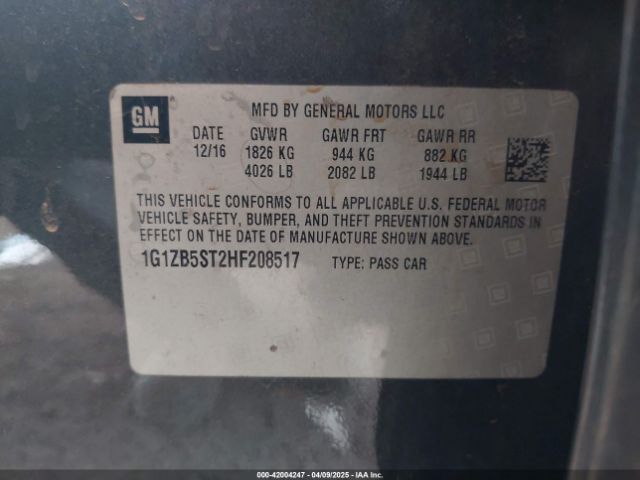 GM
MFD BY GENERAL MOTORS LLC
DATE GVWR GAWR FRT GAWR RR
12/16 1826 KG 944 KG 882 KG
4026 LB 2082 LB 1944 LB
THIS VEHICLE CONFORMS TO ALL APPLICABLE U.S. FEDERAL MOTOR
VEHICLE SAFETY, BUMPER, AND THEFT PREVENTION STANDARDS IN
EFFECT ON THE DATE OF MANUFACTURE SHOWN ABOVE.
1G1ZB5ST2HF208517 TYPE: PASS CAR
000-42004247 - 04/09/2025 - IAA Inc.